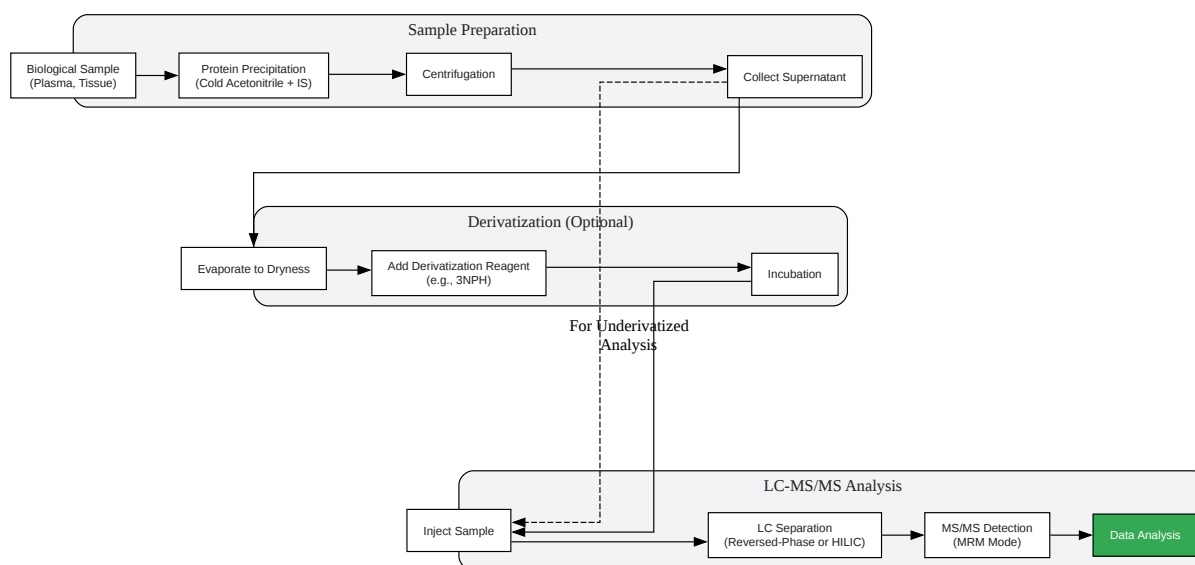 Sample Preparation
Biological Sample
(Plasma, Tissue)
Protein Precipitation
(Cold Acetonitrile + IS)
Centrifugation
Collect Supernatant
Derivatization (Optional)
Evaporate to Dryness
Add Derivatization Reagent
(e.g., 3NPH)
Incubation
For Underivatized
Analysis
LC-MS/MS Analysis
Inject Sample
LC Separation
(Reversed-Phase or HILIC)
MS/MS Detection
(MRM Mode)
Data Analysis